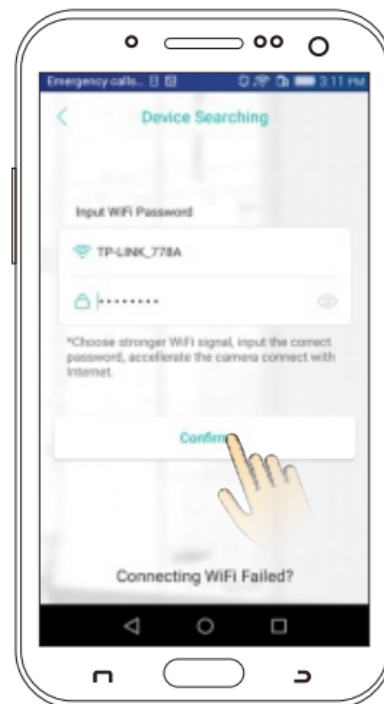 Emergency calls... 3:11 PM
Device Searching
Input WiFi Password
TP-LINK_778A
••••••••
*Choose stronger WiFi signal, input the correct
password, accellerate the camera connect with
Internet.
Confirm
Connecting WiFi Failed?